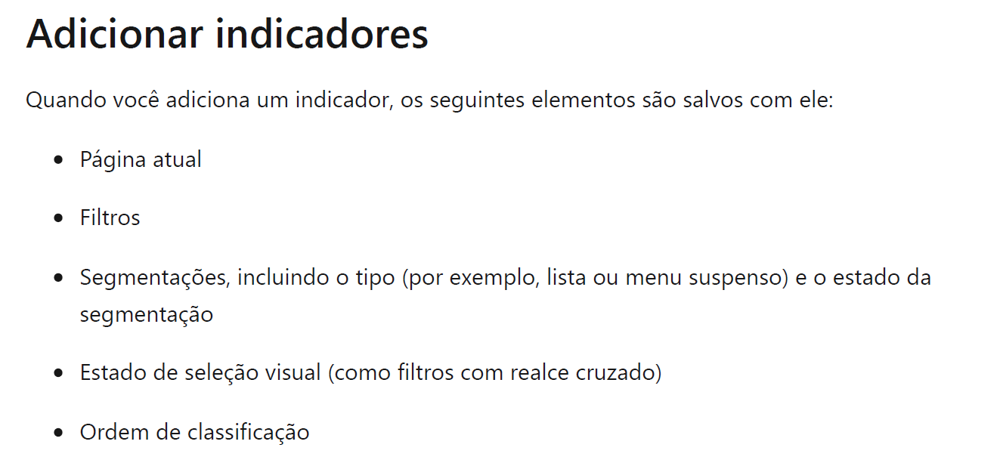 Adicionar indicadores
Quando você adiciona um indicador, os seguintes elementos são salvos com ele:
• Página atual
• Filtros
• Segmentações, incluindo o tipo (por exemplo, lista ou menu suspenso) e o estado da
segmentação
• Estado de seleção visual (como filtros com realce cruzado)
• Ordem de classificação